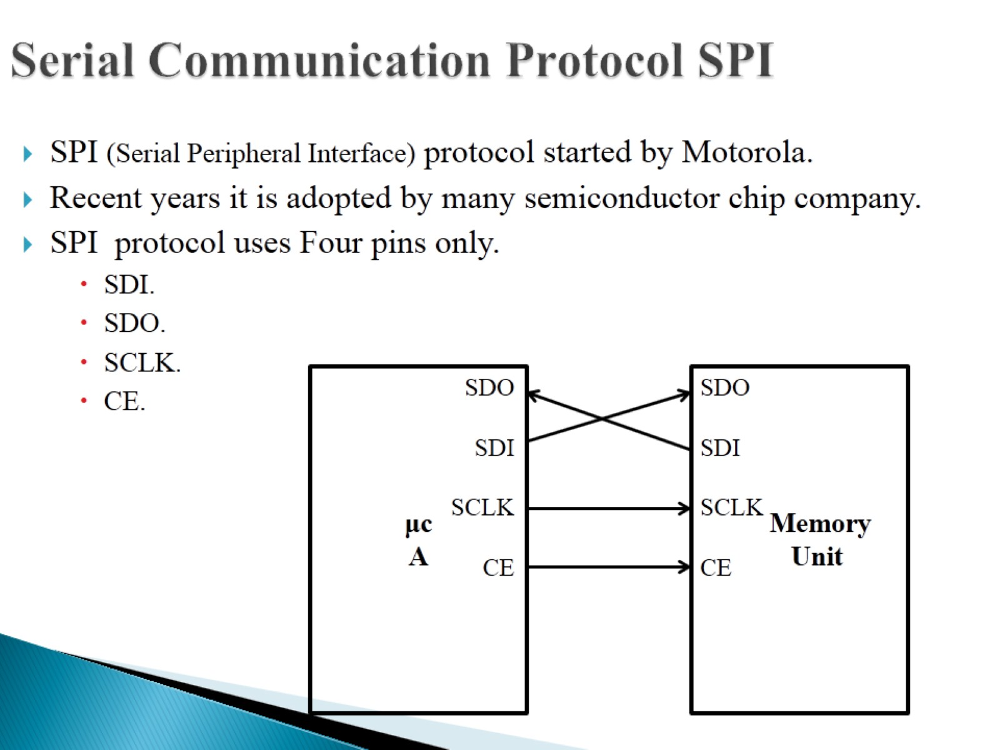 Serial Communication Protocol SPI
SPI (Serial Peripheral Interface) protocol started by Motorola.
Recent years it is adopted by many semiconductor chip company.
SPI protocol uses Four pins only.
SDI.
SDO.
SCLK.
CE.
SDO
SDI
SCLK
CE
μc
A
SDO
SDI
SCLK
CE
Memory
Unit